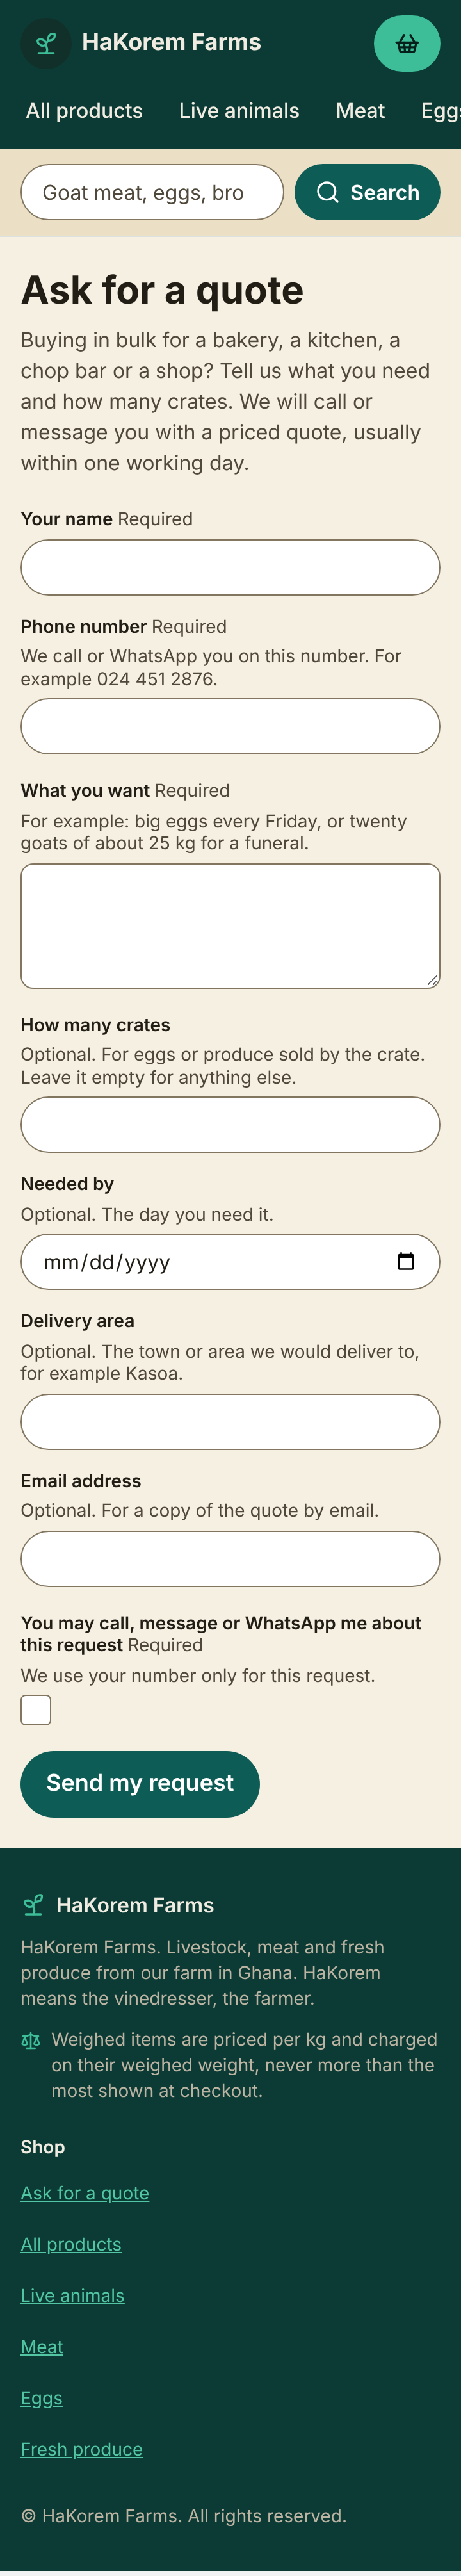 HaKorem Farms
All products Live animals Meat Eggs
Goat meat, eggs, bro
Search
Ask for a quote
Buying in bulk for a bakery, a kitchen, a
chop bar or a shop? Tell us what you need
and how many crates. We will call or
message you with a priced quote, usually
within one working day.
Your name Required
Phone number Required
We call or WhatsApp you on this number. For
example 024 451 2876.
What you want Required
For example: big eggs every Friday, or twenty
goats of about 25 kg for a funeral.
How many crates
Optional. For eggs or produce sold by the crate.
Leave it empty for anything else.
Needed by
Optional. The day you need it.
mm/dd/yyyy
Delivery area
Optional. The town or area we would deliver to,
for example Kasoa.
Email address
Optional. For a copy of the quote by email.
You may call, message or WhatsApp me about
this request Required
We use your number only for this request.
Send my request
HaKorem Farms
HaKorem Farms. Livestock, meat and fresh
produce from our farm in Ghana. HaKorem
means the vinedresser, the farmer.
Weighed items are priced per kg and charged
on their weighed weight, never more than the
most shown at checkout.
Shop
Ask for a quote
All products
Live animals
Meat
Eggs
Fresh produce
© HaKorem Farms. All rights reserved.